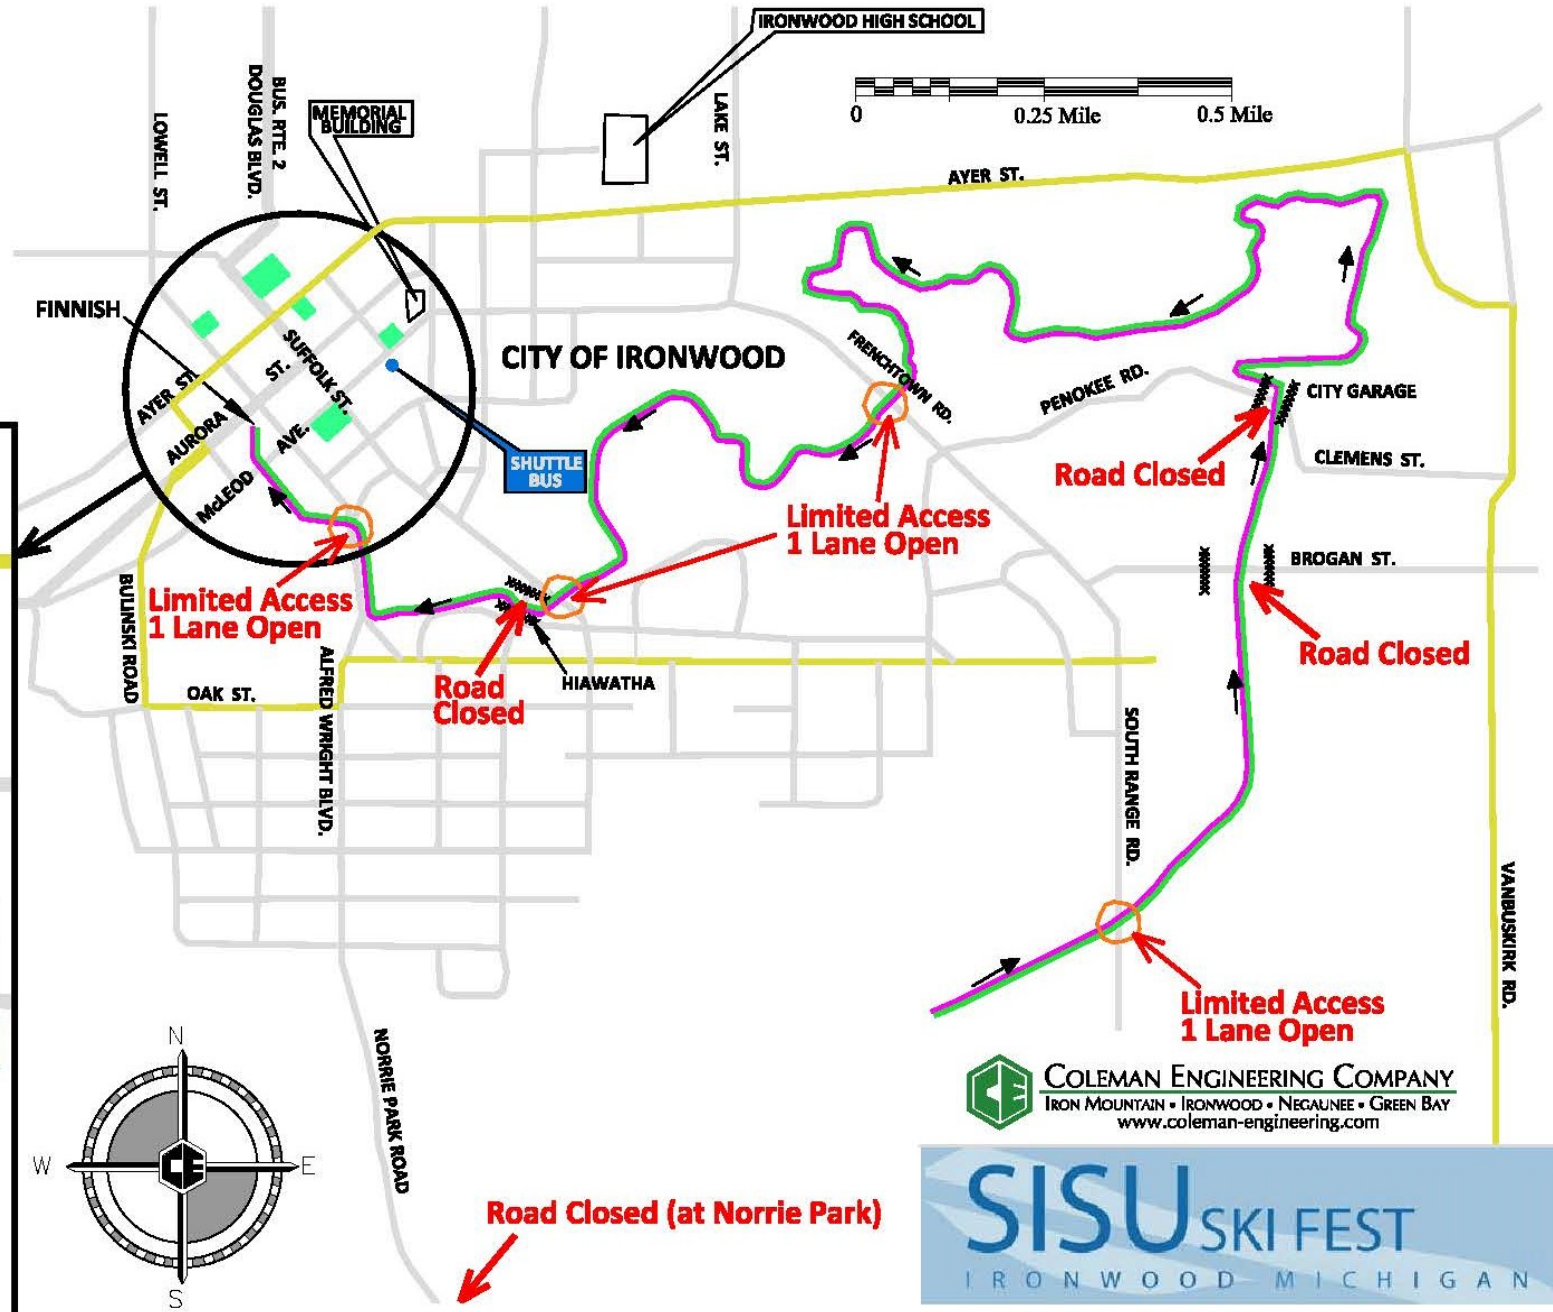 IRONWOOD HIGH SCHOOL
BUS. RTE. 2
DOUGLAS BLVD.
LOWELL ST.
MEMORIAL
BUILDING
LAKE ST.
0
0.25 Mile
0.5 Mile
AYER ST.
FINNISH
SUFFOLK ST.
ST.
AYER ST.
AURORA
AVE.
McLEOD
CITY OF IRONWOOD
SHUTTLE
BUS
FRENCHTOWN RD.
PENOKEE RD.
CITY GARAGE
Road Closed
CLEMENS ST.
Limited Access
1 Lane Open
BROGAN ST.
Road Closed
Limited Access
1 Lane Open
BULINSKI ROAD
OAK ST.
ALFRED WRIGHT BLVD.
Road
Closed
HIAWATHA
SOUTH RANGE RD.
VANBUSKIRK RD.
Limited Access
1 Lane Open
NORRIE PARK ROAD
Road Closed (at Norrie Park)
N
W
E
S
CE
CE
COLEMAN ENGINEERING COMPANY
IRON MOUNTAIN • IRONWOOD • NEGAUNEE • GREEN BAY
www.coleman-engineering.com
SISU SKI FEST
IRONWOOD MICHIGAN